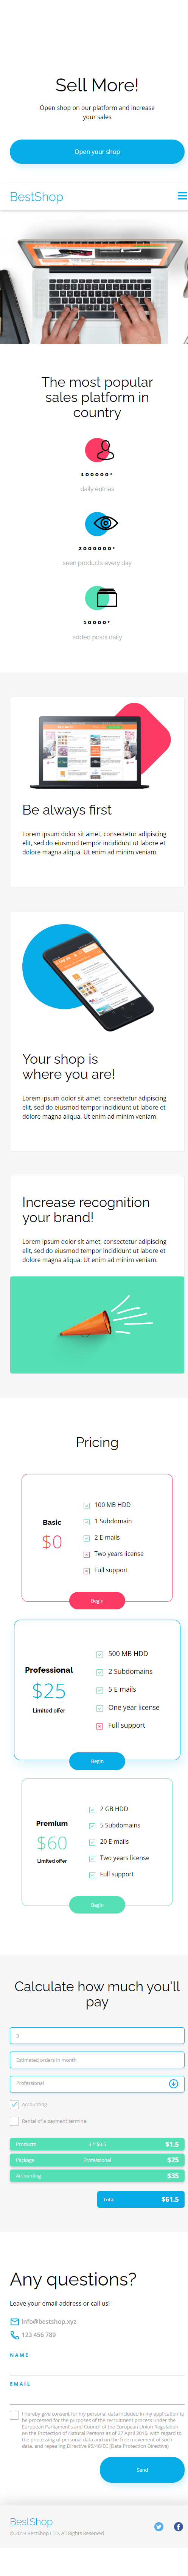 Sell More!
Open shop on our platform and increase
your sales
Open your shop
BestShop
The most popular
sales platform in
country
100000*
daily entries
2000000*
seen products every day
10000*
added posts daily
Be always first
Lorem ipsum dolor sit amet, consectetur adipiscing
elit, sed do eiusmod tempor incididunt ut labore et
dolore magna aliqua. Ut enim ad minim veniam.
Your shop is
where you are!
Lorem ipsum dolor sit amet, consectetur adipiscing
elit, sed do eiusmod tempor incididunt ut labore et
dolore magna aliqua. Ut enim ad minim veniam.
Increase recognition
your brand!
Lorem ipsum dolor sit amet, consectetur adipiscing
elit, sed do eiusmod tempor incididunt ut labore et
dolore magna aliqua. Ut enim ad minim veniam.
Pricing
Basic
$0
100 MB HDD
1 Subdomain
2 E-mails
Two years license
Full support
Begin
Professional
$25
Limited offer
500 MB HDD
2 Subdomains
5 E-mails
One year license
Full support
Begin
Premium
$60
Limited offer
2 GB HDD
5 Subdomains
20 E-mails
Two years license
Full support
Begin
Calculate how much you'll
pay
3
Estimated orders in month
Professional
Accounting
Rental of a payment terminal
Products 3 * $0.5 $1.5
Package Professional $25
Accounting $35
Total $61.5
Any questions?
Leave your email address or call us!
info@bestshop.xyz
123 456 789
NAME
EMAIL
I hereby give consent for my personal data included in my application to
be processed for the purposes of the recruitment process under the
European Parliament's and Council of the European Union Regulation
on the Protection of Natural Persons as of 27 April 2016, with regard to
the processing of personal data and on the free movement of such
data, and repealing Directive 95/46/EC (Data Protection Directive)
Send
BestShop
© 2019 BestShop LTD. All Rights Reserved